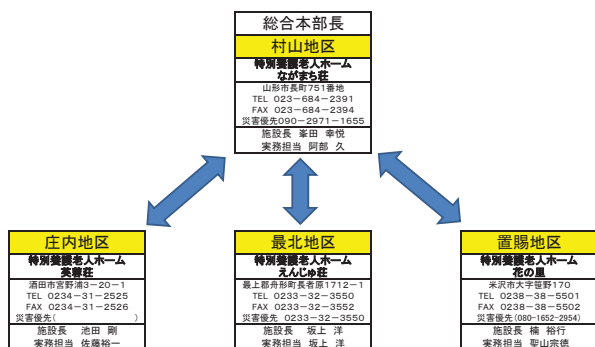 総合本部長
村山地区
特別養護老人ホーム
ながまち荘
山形市長町751番地
TEL 023-684-2391
FAX 023-684-2394
災害優先090-2971-1655
施設長 峯田 幸悦
実務担当 阿部 久
庄内地区
特別養護老人ホーム
芙蓉荘
酒田市宮野浦3-20-1
TEL 0234-31-2525
FAX 0234-31-2526
災害優先( )
施設長 池田 剛
実務担当 佐藤裕一
最北地区
特別養護老人ホーム
えんじゅ荘
最上郡舟形町長者原1712-1
TEL 0233-32-3550
FAX 0233-32-3552
災害優先 0233-32-3550
施設長 坂上 洋
実務担当 坂上 洋
置賜地区
特別養護老人ホーム
花の里
米沢市大字笹野170
TEL 0238-38-5501
FAX 0238-38-5502
災害優先(080-1652-2954)
施設長 楠 裕行
実務担当 聖山宗徳